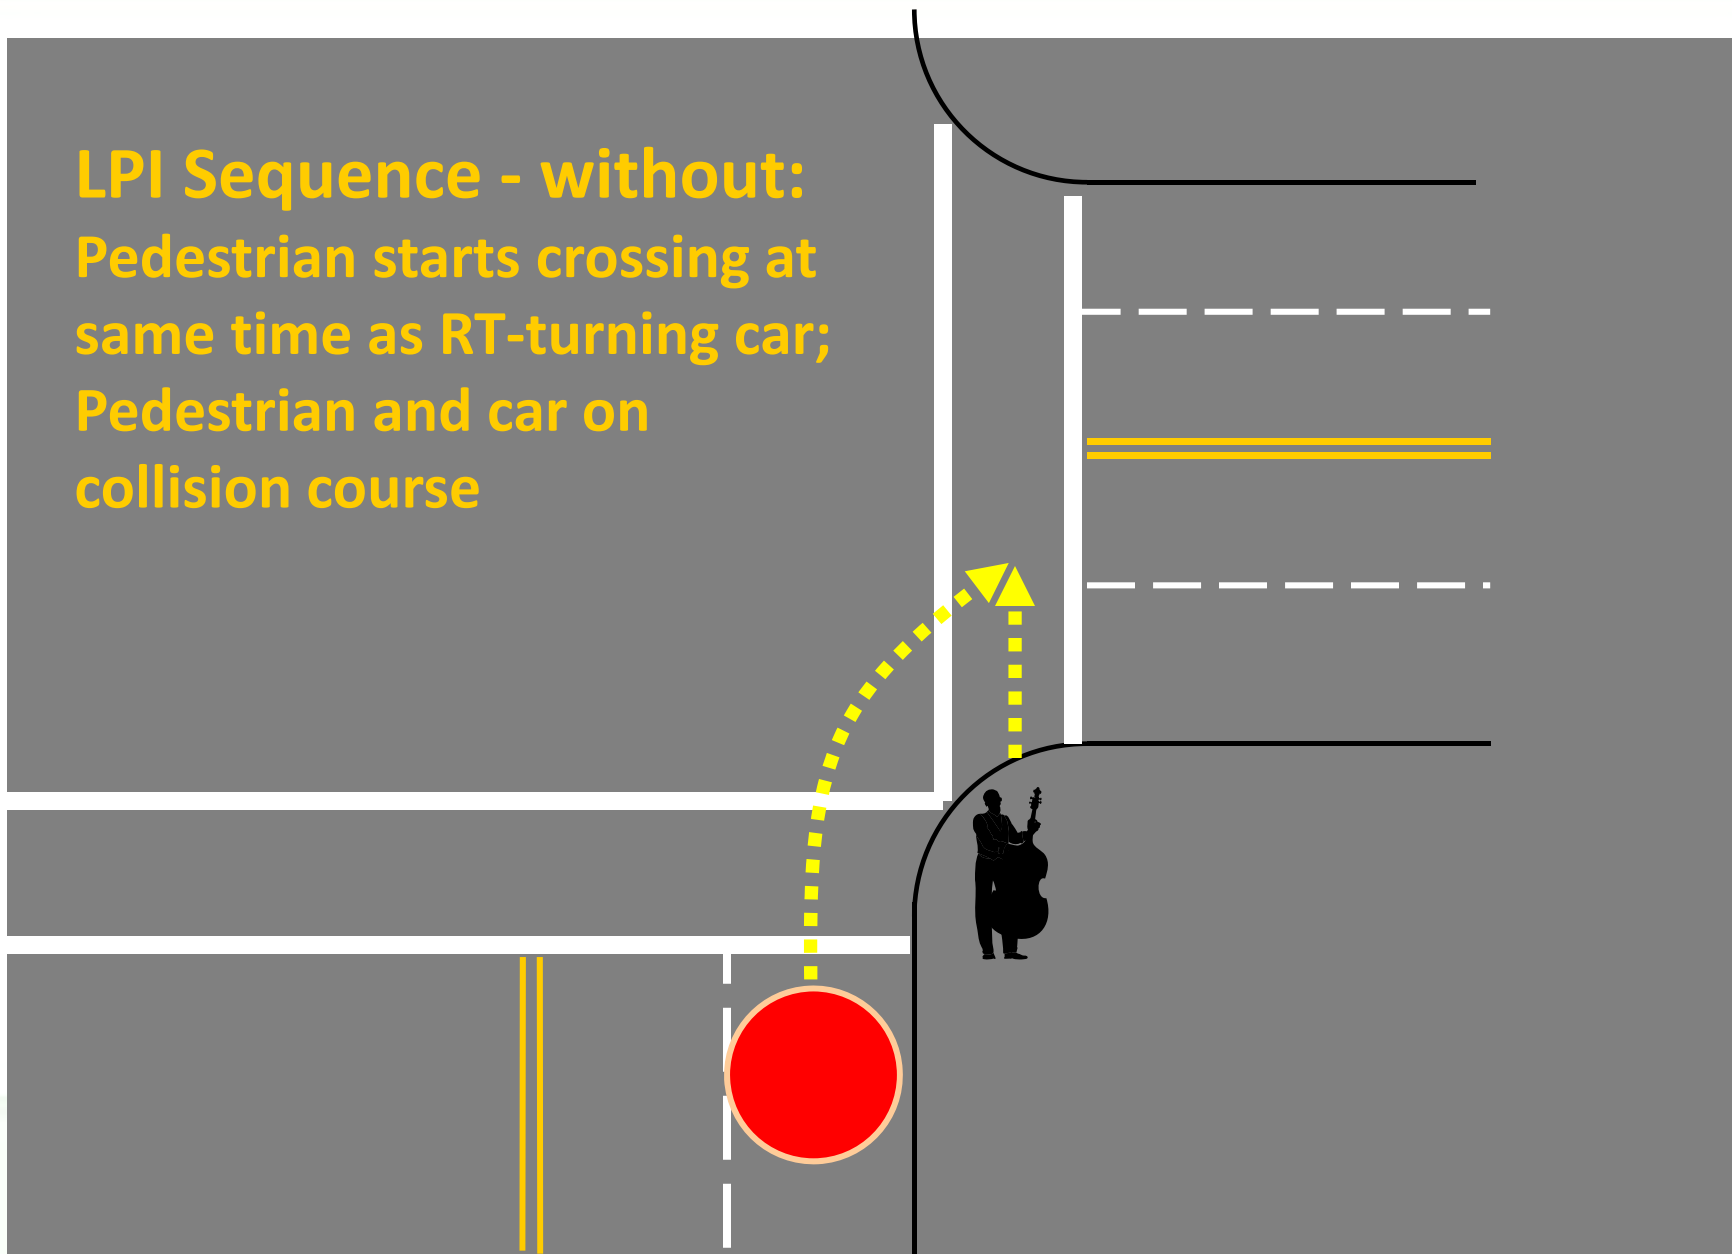 LPI Sequence - without:
Pedestrian starts crossing at
same time as RT-turning car;
Pedestrian and car on
collision course